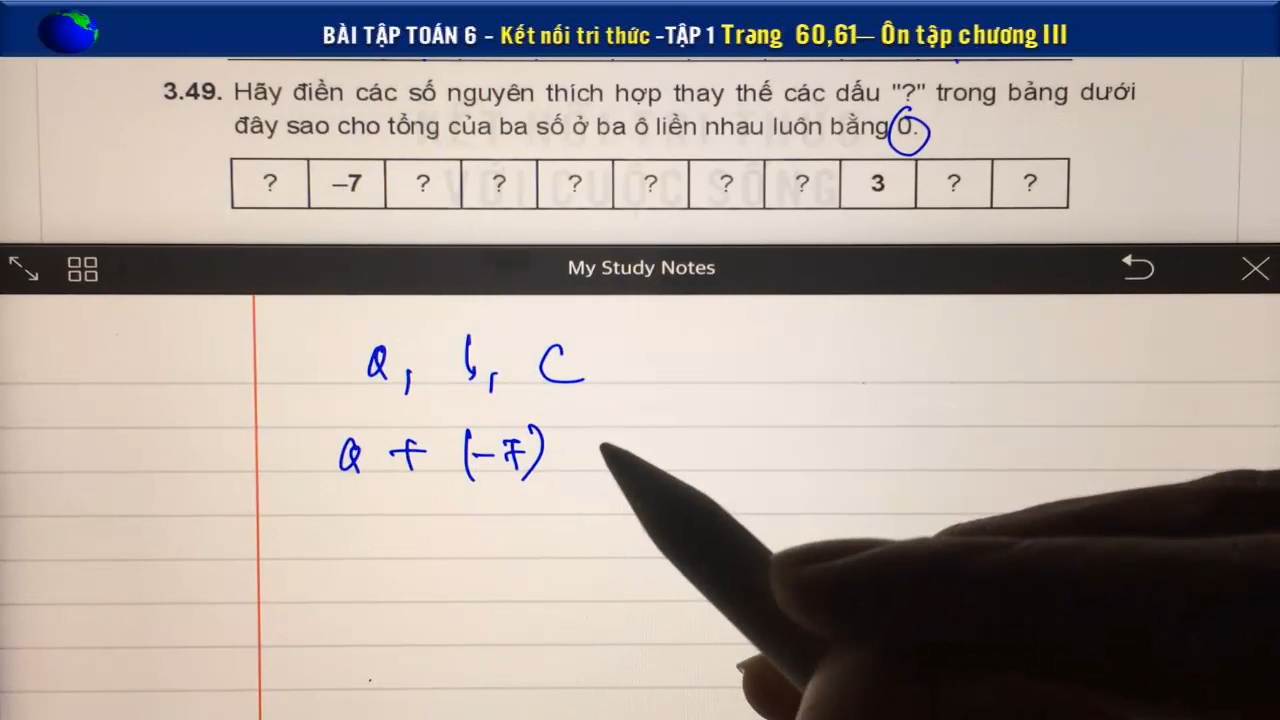 BÀI TẬP TOÁN 6 - Kết nối tri thức -TẬP 1 Trang 60,61– Ôn tập chương III
3.49. Hãy điền các số nguyên thích hợp thay thế các dấu "?" trong bảng dưới
đây sao cho tổng của ba số ở ba ô liền nhau luôn bằng 0.
? –7 ? ? ? ? ? ? 3 ? ?
My Study Notes
a, b, c
a + (-7)